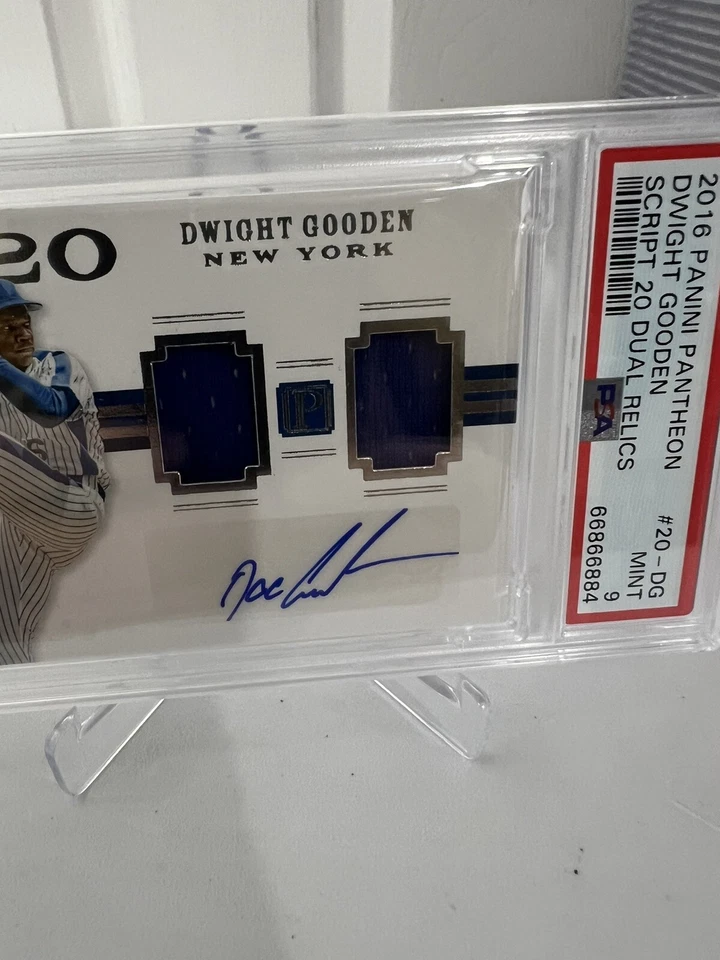 20
DWIGHT GOODEN
NEW YORK
P
Doc
2016 PANINI PANTHEON #20-DG
DWIGHT GOODEN MINT
SCRIPT 20 DUAL RELICS 9
PSA 66866884